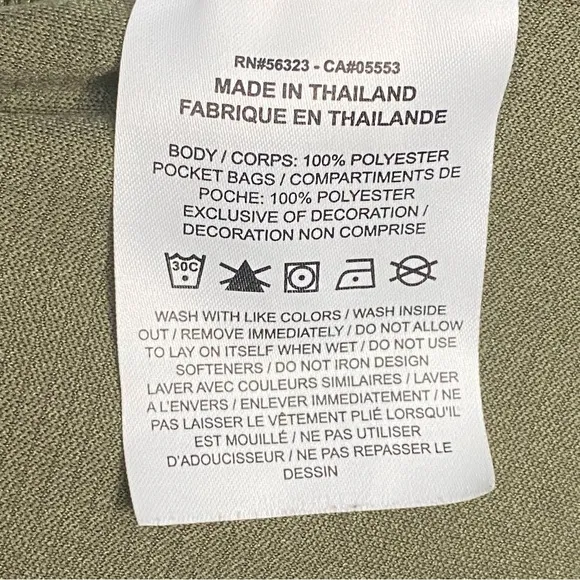 RN#56323 - CA#05553
MADE IN THAILAND
FABRIQUE EN THAILANDE
BODY / CORPS: 100% POLYESTER
POCKET BAGS / COMPARTIMENTS DE
POCHE: 100% POLYESTER
EXCLUSIVE OF DECORATION /
DECORATION NON COMPRISE
30C
WASH WITH LIKE COLORS / WASH INSIDE
OUT / REMOVE IMMEDIATELY / DO NOT ALLOW
TO LAY ON ITSELF WHEN WET / DO NOT USE
SOFTENERS / DO NOT IRON DESIGN
LAVER AVEC COULEURS SIMILAIRES / LAVER
A L'ENVERS / ENLEVER IMMEDIATEMENT / NE
PAS LAISSER LE VÊTEMENT PLIÉ LORSQU'IL
EST MOUILLÉ / NE PAS UTILISER
D'ADOUCISSEUR / NE PAS REPASSER LE
DESSIN